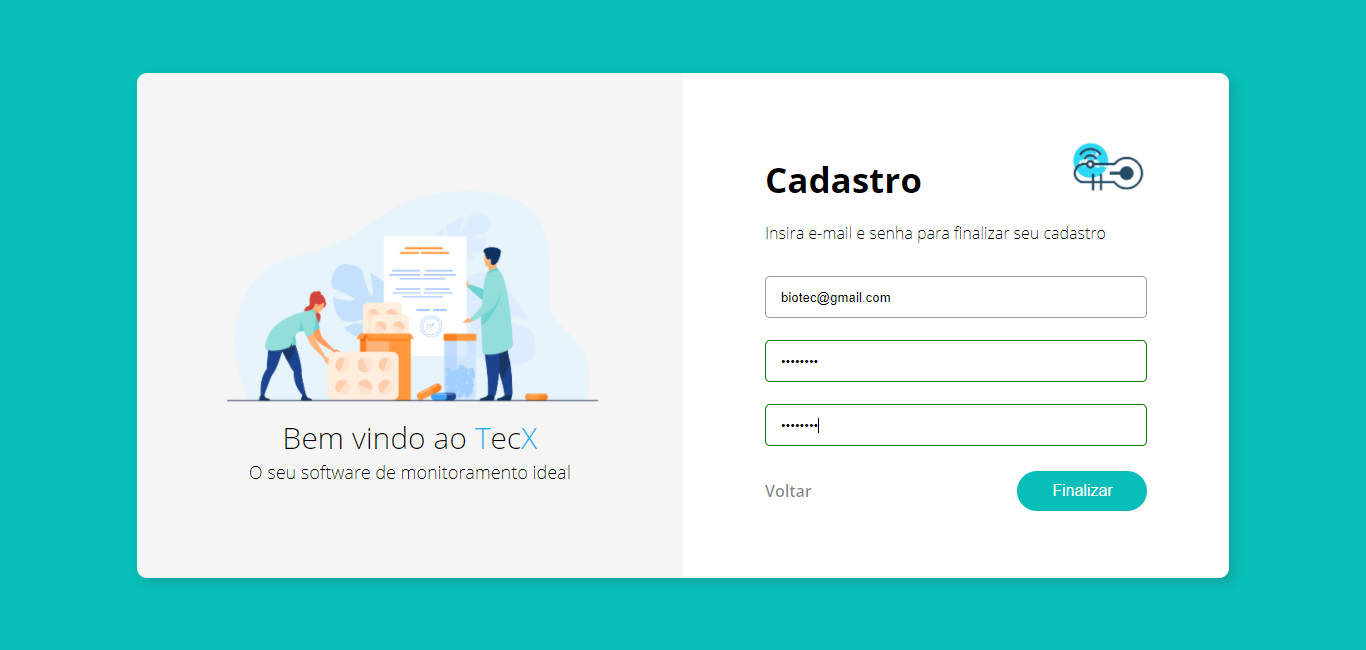 Bem vindo ao TecX
O seu software de monitoramento ideal
Cadastro
Insira e-mail e senha para finalizar seu cadastro
biotec@gmail.com
••••••••
••••••••
Voltar
Finalizar